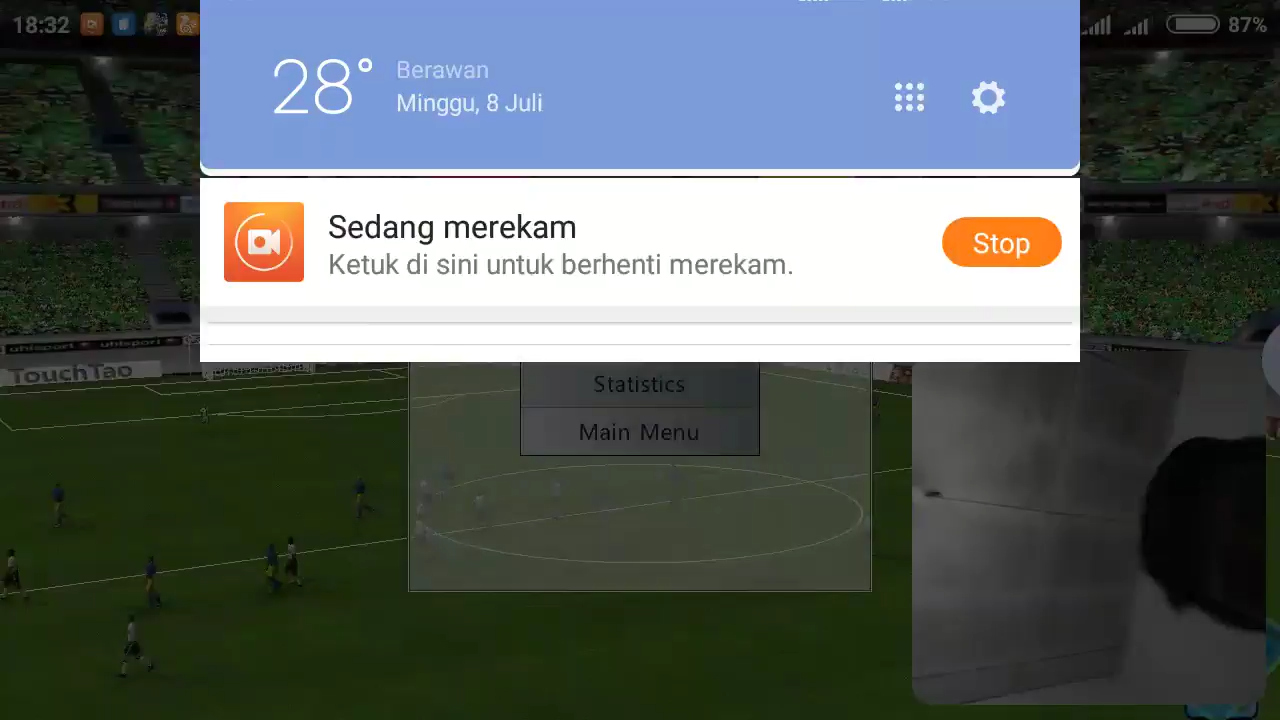 18:32
87%
28°
Berawan
Minggu, 8 Juli
Sedang merekam
Ketuk di sini untuk berhenti merekam.
Stop
uhlsport uhlsport
TouchTao
Statistics
Main Menu